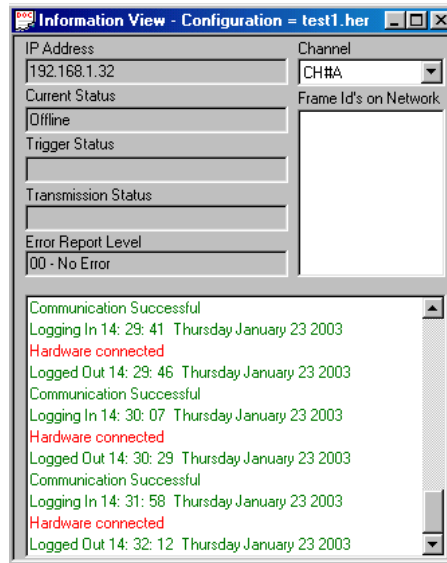 Information View - Configuration = test1.her
IP Address
192.168.1.32
Current Status
Offline
Trigger Status
Transmission Status
Error Report Level
00 - No Error
Channel
CH#A
Frame Id's on Network
Communication Successful
Logging In 14: 29: 41 Thursday January 23 2003
Hardware connected
Logged Out 14: 29: 46 Thursday January 23 2003
Communication Successful
Logging In 14: 30: 07 Thursday January 23 2003
Hardware connected
Logged Out 14: 30: 29 Thursday January 23 2003
Communication Successful
Logging In 14: 31: 58 Thursday January 23 2003
Hardware connected
Logged Out 14: 32: 12 Thursday January 23 2003